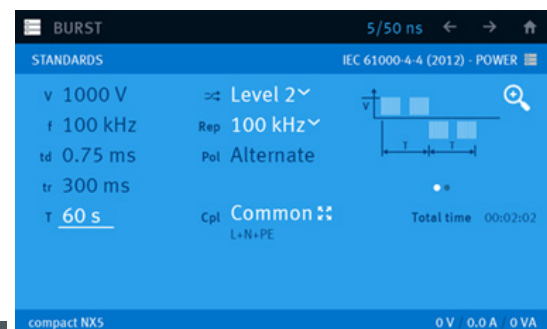 BURST 5/50 ns
STANDARDS IEC 61000-4-4 (2012) - POWER
V 1000 V Level 2
f 100 kHz Rep 100 kHz
td 0.75 ms Pol Alternate
tr 300 ms
T 60 s Cpl Common
L+N+PE
V
T T
Total time 00:02:02
compact NX5 0 V 0.0 A 0 VA